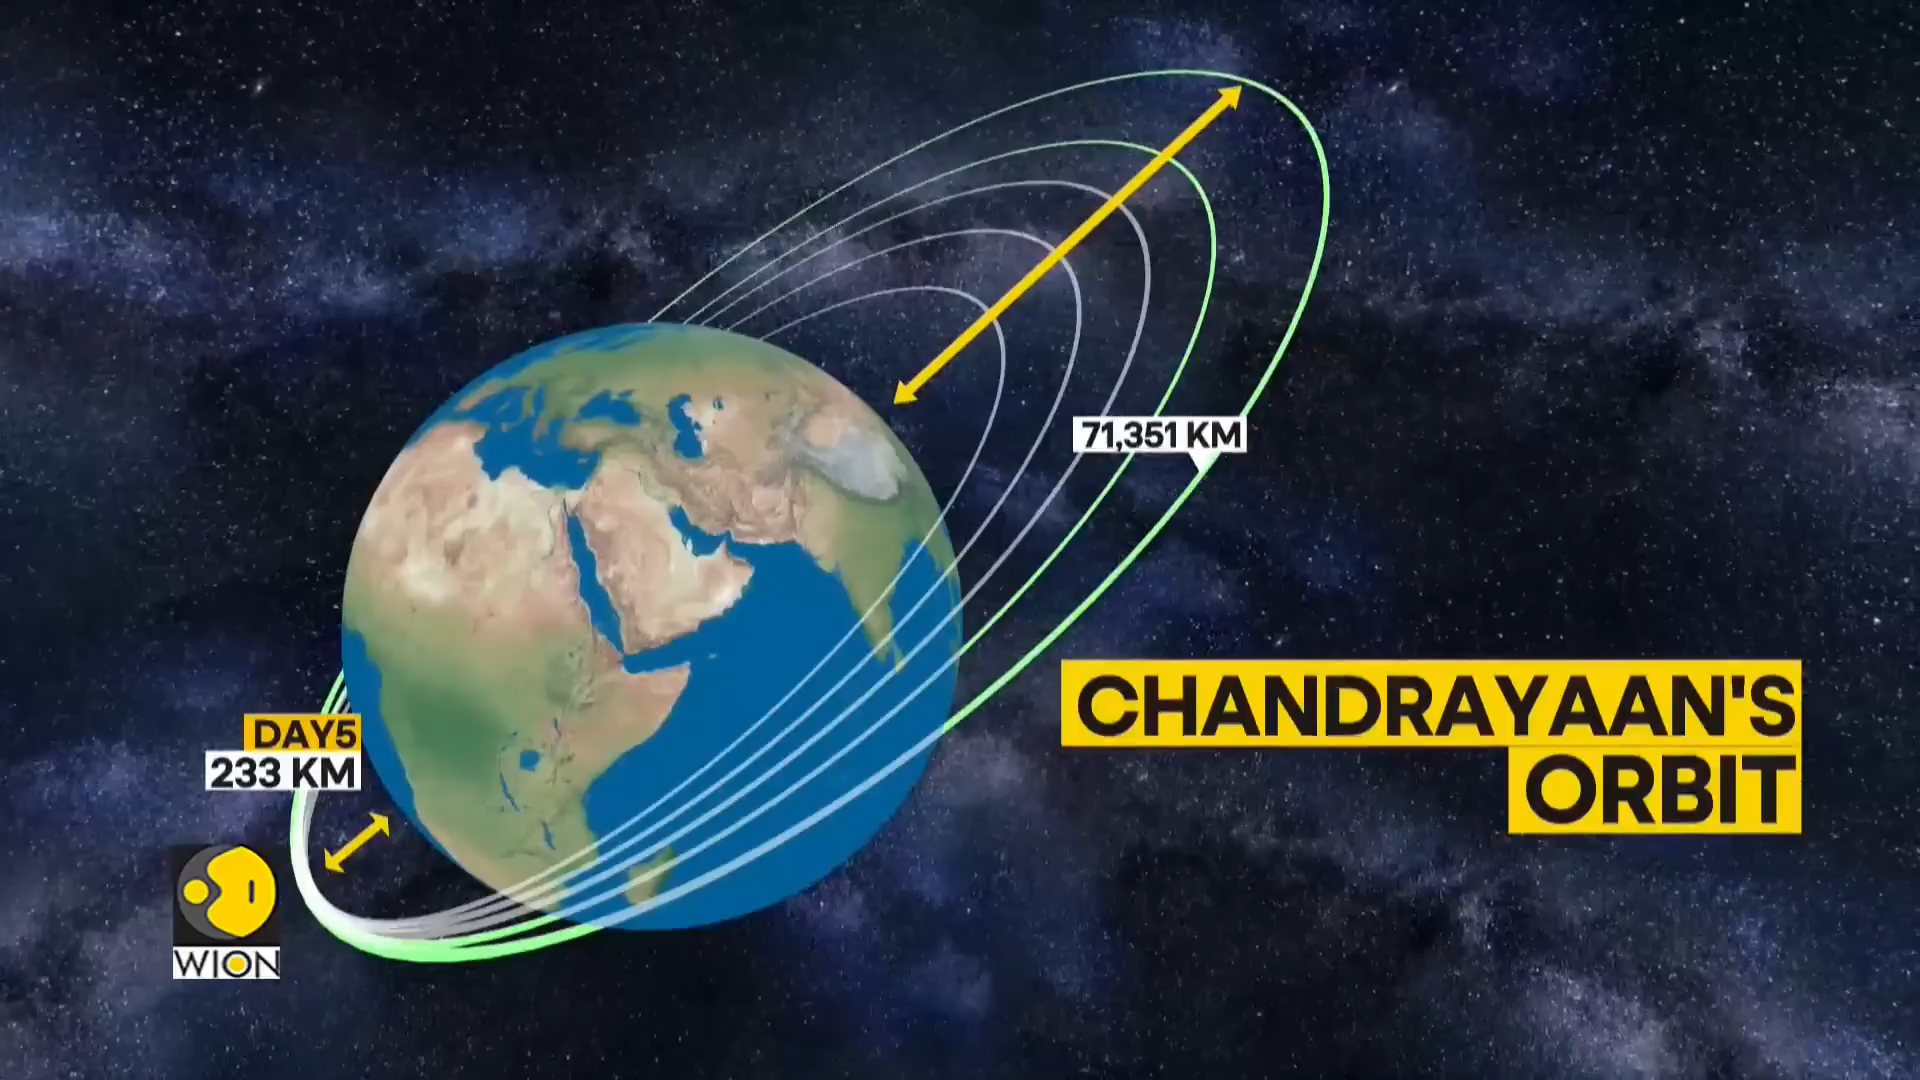 71,351 KM
CHANDRAYAAN'S
ORBIT
DAY5
233 KM
WION